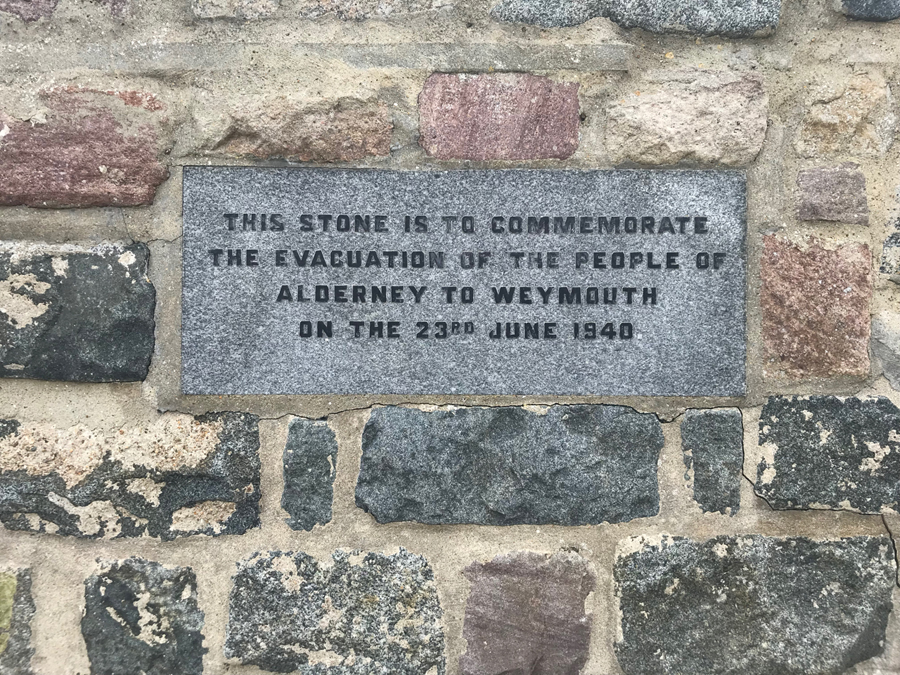 THIS STONE IS TO COMMEMORATE
THE EVACUATION OF THE PEOPLE OF
ALDERNEY TO WEYMOUTH
ON THE 23RD JUNE 1940